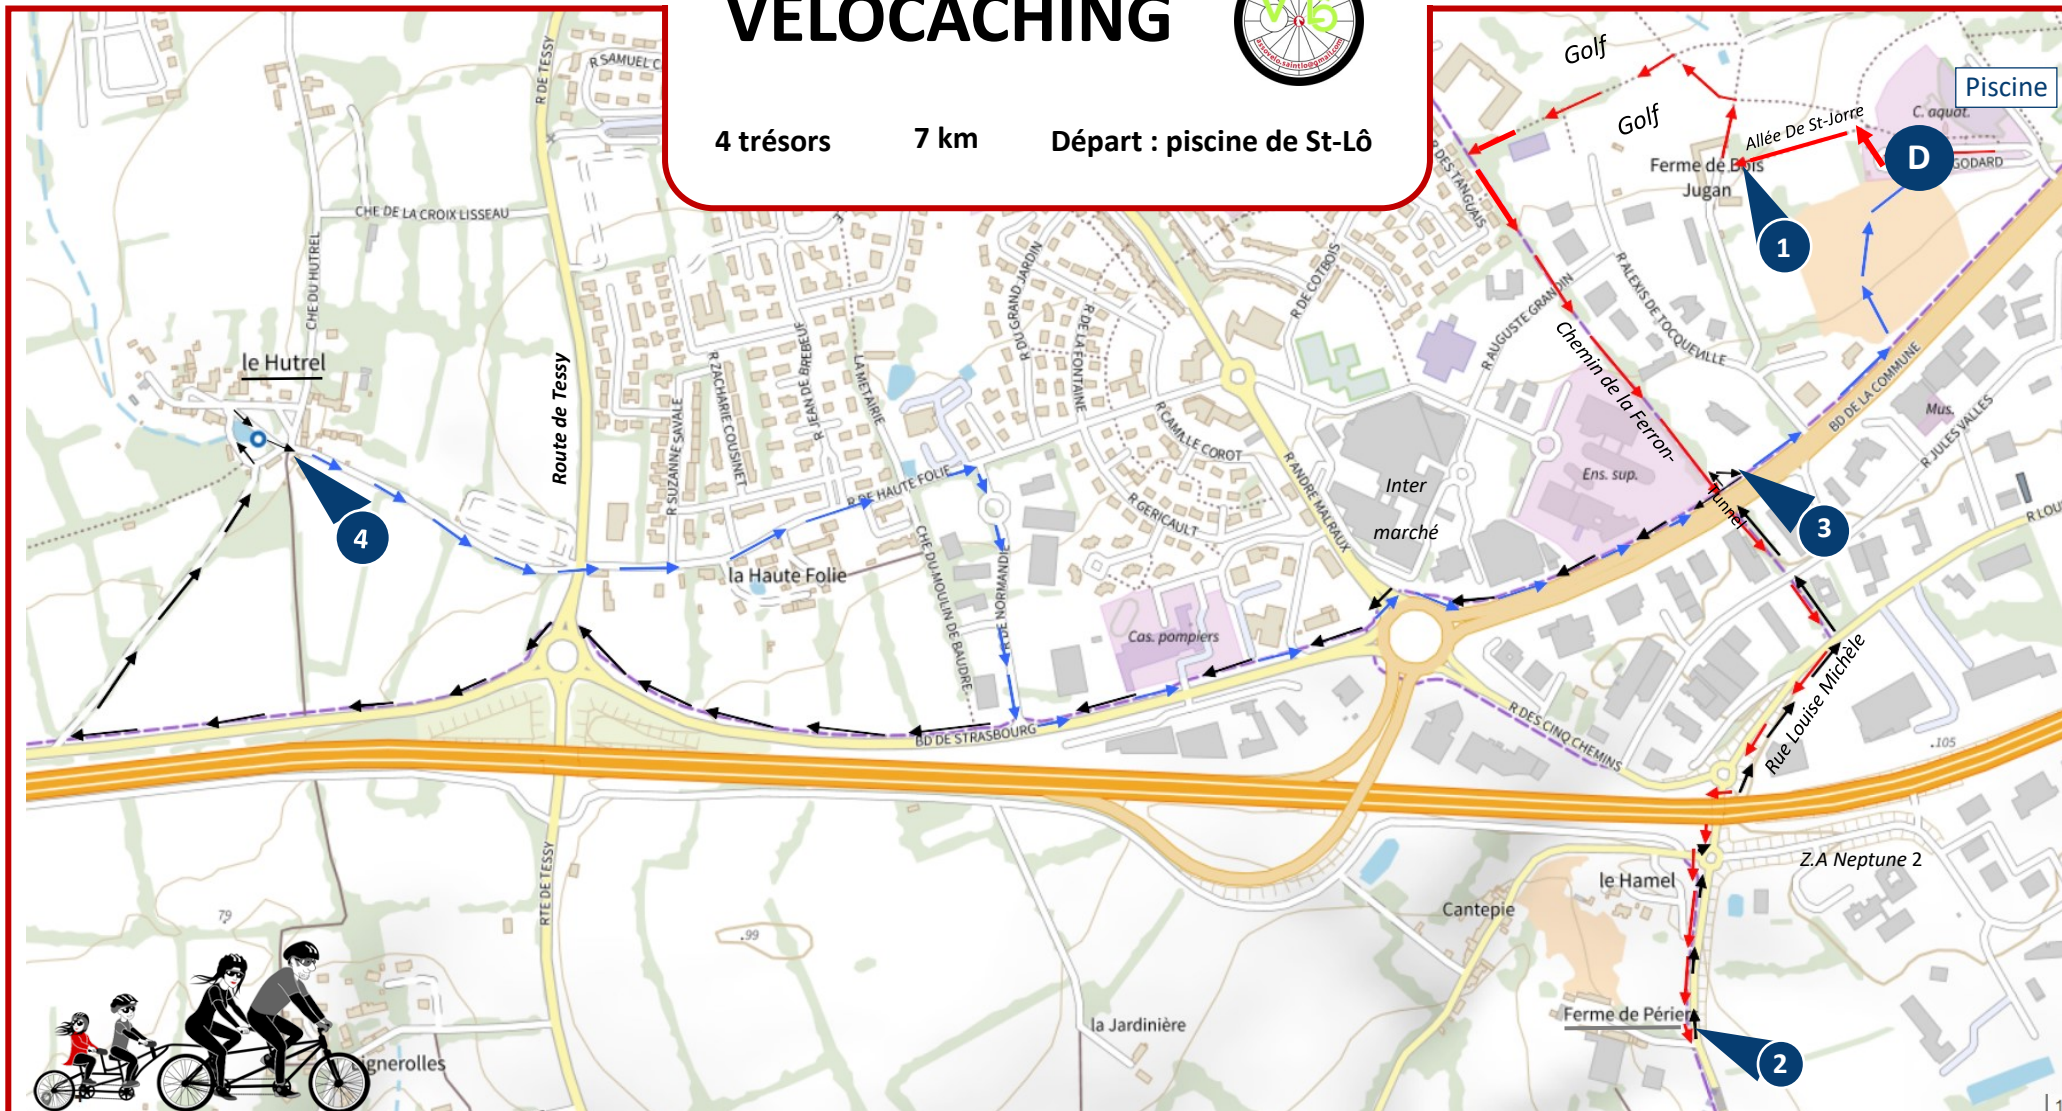 VELOCACHING
V Lô
assovelo.saintlo@gmail.com
4 trésors
7 km
Départ : piscine de St-Lô
R DE TESSY
R SAMUEL C
Golf
Golf
Piscine
C. aquat.
Allée De St-Jorre
GODARD
D
Ferme de Bois
Jugan
1
R DES TANGUAIS
CHE DE LA CROIX LISSEAU
CHE DU HUTREL
le Hutrel
Route de Tessy
R SUZANNE SAVALE
R ZACHARIE COUSINET
R JEAN DE BREBEUF
LA METAIRIE
R DU GRAND JARDIN
R DE LA FONTAINE
R DE COTBOIS
R AUGUSTE GRANDIN
R ALEXIS DE TOCQUEVILLE
Chemin de la Ferron-
BD DE LA COMMUNE
Mus.
R JULES VALLES
R CAMILLE COROT
R ANDRE MALRAUX
R GERICAULT
Inter
marché
Ens. sup.
Tunnel
3
R LOU
4
R DE HAUTE FOLIE
la Haute Folie
CHE DU MOULIN DE BAUDRE
R DE NORMANDIE
Cas. pompiers
BD DE STRASBOURG
R DES CINQ CHEMINS
Rue Louise Michèle
.105
Z.A Neptune 2
le Hamel
Cantepie
RTE DE TESSY
79
.99
Ferme de Périer
2
la Jardinière
ignerolles